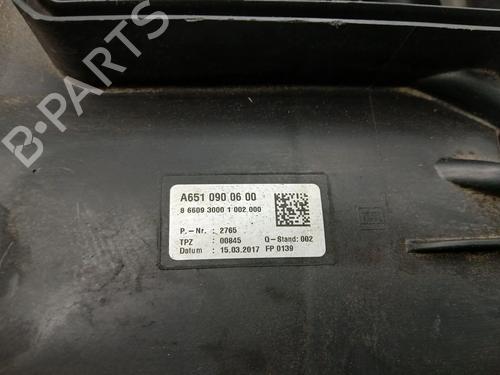 B-PARTS
A651 090 06 00
8 6609 3000 1 002 000
P.-Nr. : 2765
TPZ : 00845 Q-Stand: 002
Datum : 15.03.2017 FP 0139